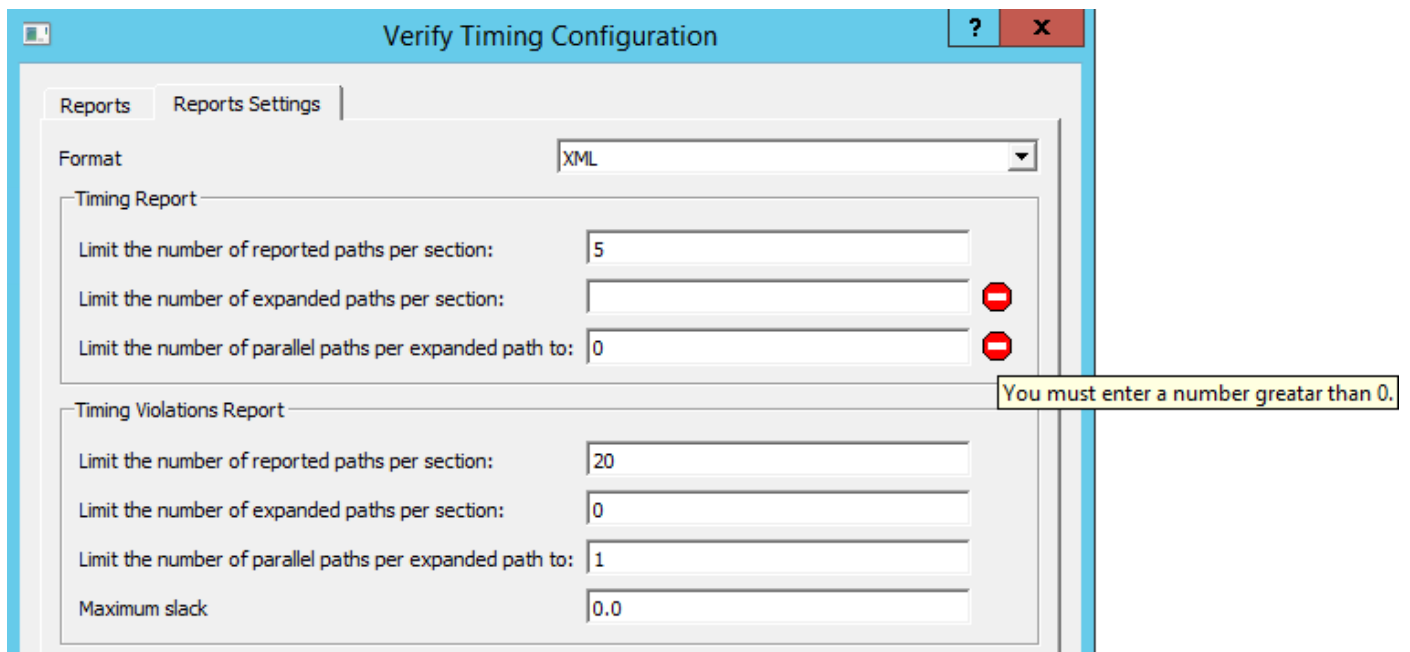 Verify Timing Configuration
? x
Reports Reports Settings
Format XML
Timing Report
Limit the number of reported paths per section: 5
Limit the number of expanded paths per section:
Limit the number of parallel paths per expanded path to: 0
You must enter a number greatar than 0.
Timing Violations Report
Limit the number of reported paths per section: 20
Limit the number of expanded paths per section: 0
Limit the number of parallel paths per expanded path to: 1
Maximum slack 0.0